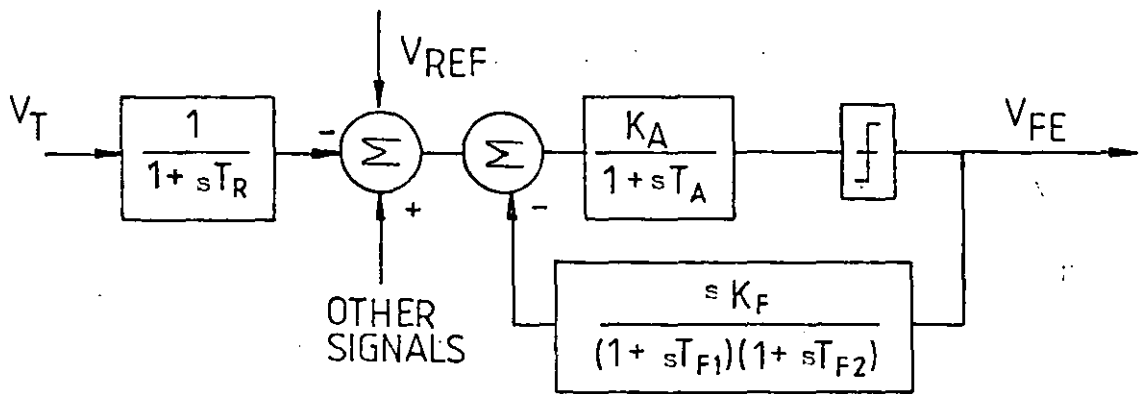 V_REF
V_T
1
1 + sT_R
-
Σ
+
OTHER
SIGNALS
Σ
-
K_A
1 + sT_A
V_FE
s K_F
(1 + sT_F1)(1 + sT_F2)